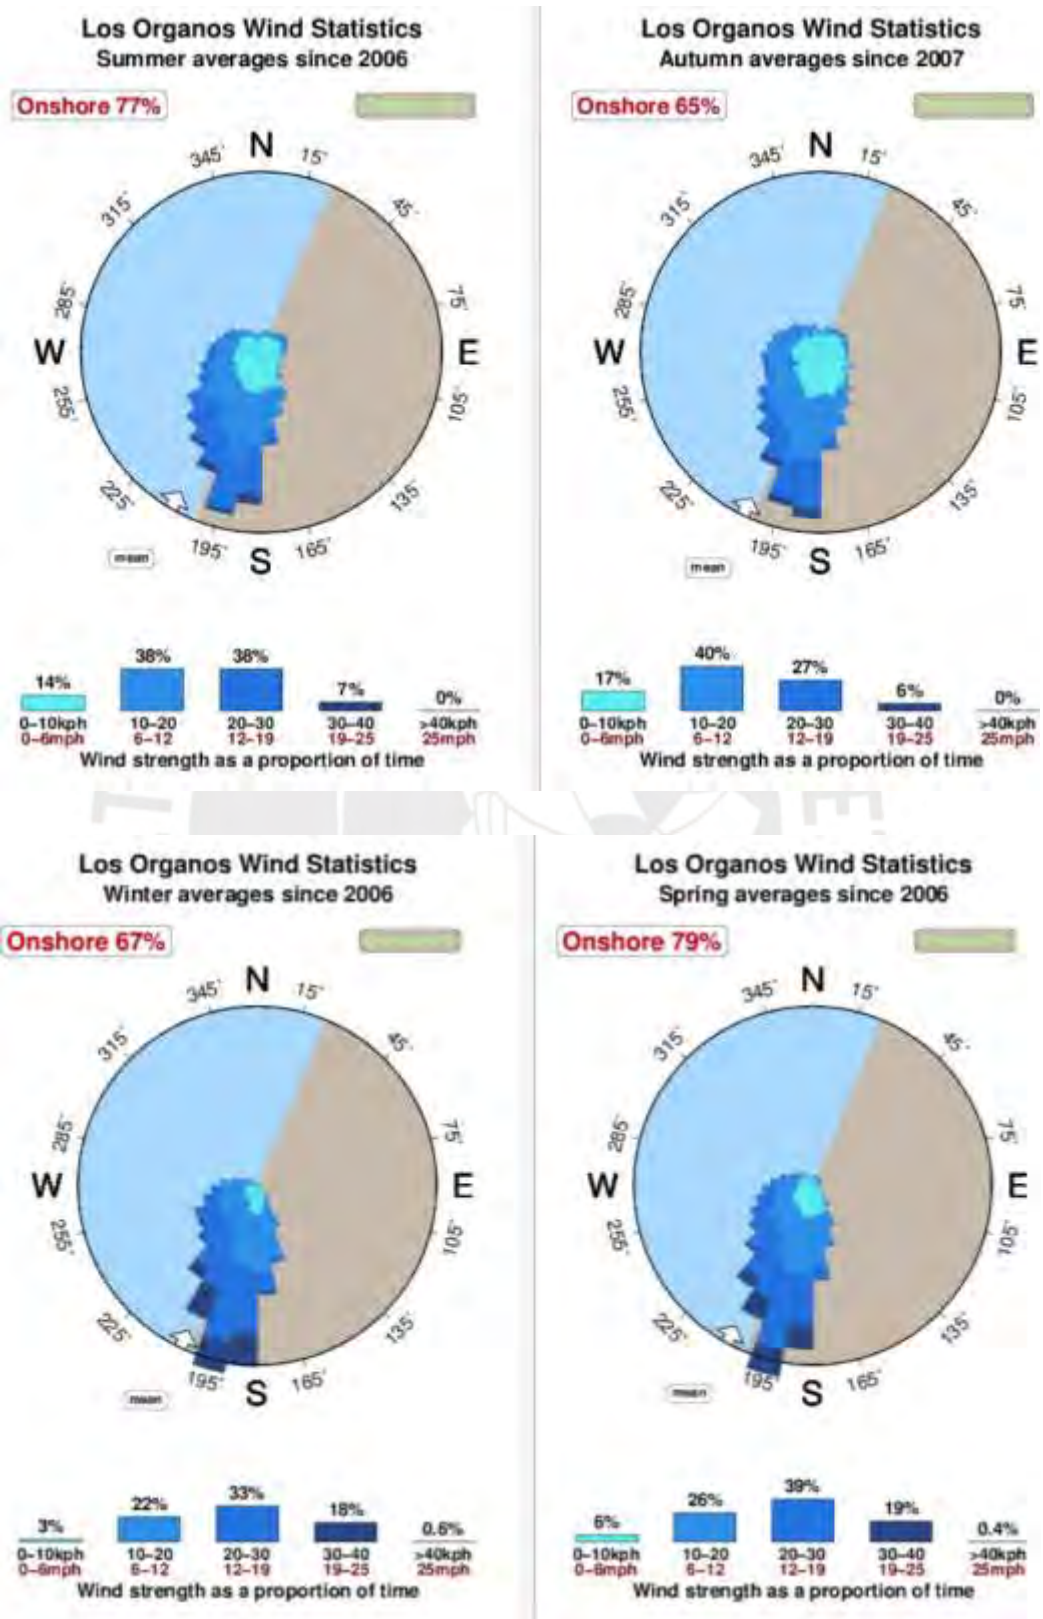 Los Organos Wind Statistics
Summer averages since 2006
Onshore 77%
N
345° 15°
315° 45°
285° 75°
W E
255° 105°
225° 135°
195° 165°
S
mean
14% 38% 38% 7% 0%
0–10kph 10–20 20–30 30–40 >40kph
0–6mph 6–12 12–19 19–25 25mph
Wind strength as a proportion of time
Los Organos Wind Statistics
Autumn averages since 2007
Onshore 65%
N
345° 15°
315° 45°
285° 75°
W E
255° 105°
225° 135°
195° 165°
S
mean
17% 40% 27% 6% 0%
0–10kph 10–20 20–30 30–40 >40kph
0–6mph 6–12 12–19 19–25 25mph
Wind strength as a proportion of time
Los Organos Wind Statistics
Winter averages since 2006
Onshore 67%
N
345° 15°
315° 45°
285° 75°
W E
255° 105°
225° 135°
195° 165°
S
mean
3% 22% 33% 18% 0.6%
0–10kph 10–20 20–30 30–40 >40kph
0–6mph 6–12 12–19 19–25 25mph
Wind strength as a proportion of time
Los Organos Wind Statistics
Spring averages since 2006
Onshore 79%
N
345° 15°
315° 45°
285° 75°
W E
255° 105°
225° 135°
195° 165°
S
mean
6% 26% 39% 19% 0.4%
0–10kph 10–20 20–30 30–40 >40kph
0–6mph 6–12 12–19 19–25 25mph
Wind strength as a proportion of time